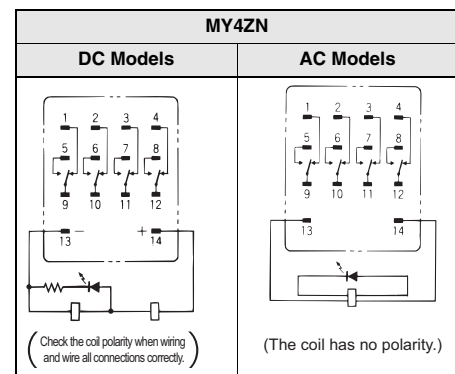 MY4ZN
DC Models
AC Models
1 2 3 4
5 6 7 8
9 10 11 12
13 − + 14
(Check the coil polarity when wiring
and wire all connections correctly.)
1 2 3 4
5 6 7 8
9 10 11 12
13 14
(The coil has no polarity.)